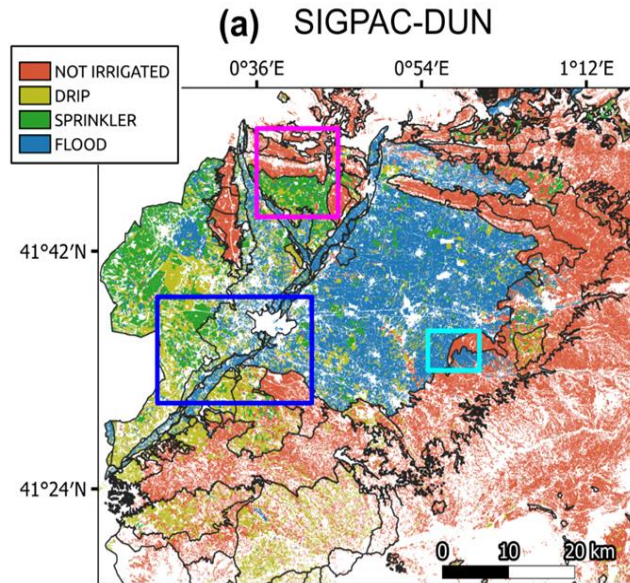 (a) SIGPAC-DUN
NOT IRRIGATED
DRIP
SPRINKLER
FLOOD
0°36′E 0°54′E 1°12′E
41°42′N
41°24′N
0 10 20 km